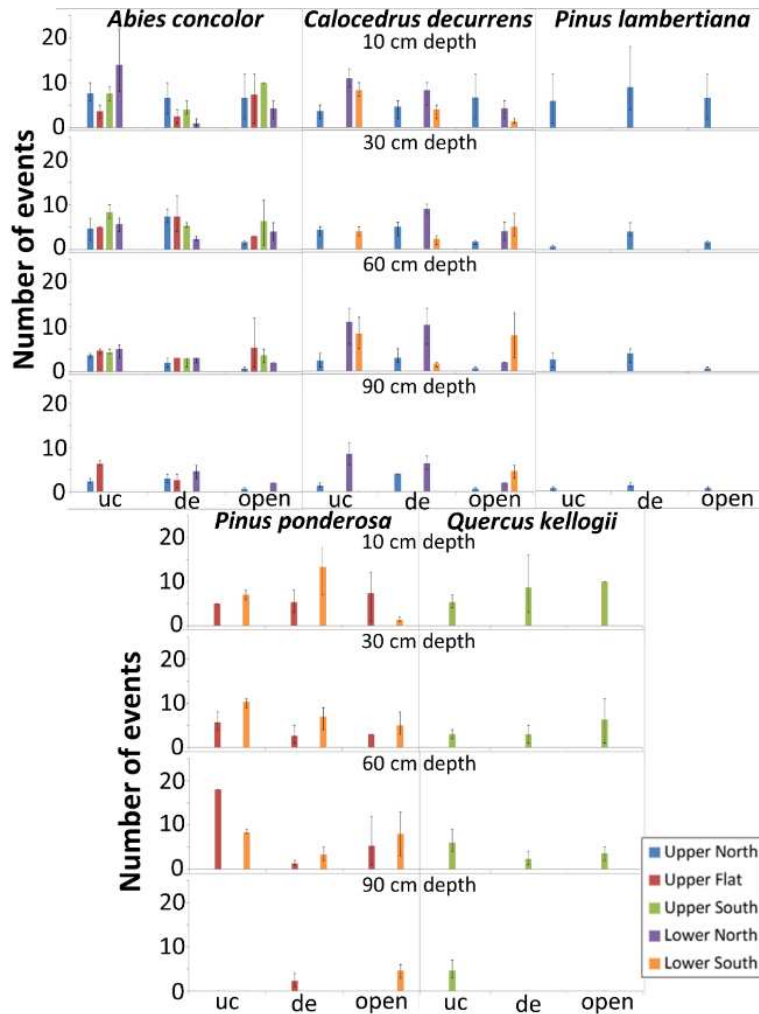 Abies concolor Calocedrus decurrens Pinus lambertiana
10 cm depth
20
10
0
30 cm depth
20
10
0
60 cm depth
20
10
0
90 cm depth
20
10
0
Number of events
uc de open uc de open uc de open
Pinus ponderosa Quercus kellogii
10 cm depth
20
10
0
30 cm depth
20
10
0
60 cm depth
20
10
0
90 cm depth
20
10
0
Number of events
uc de open uc de open
Upper North
Upper Flat
Upper South
Lower North
Lower South